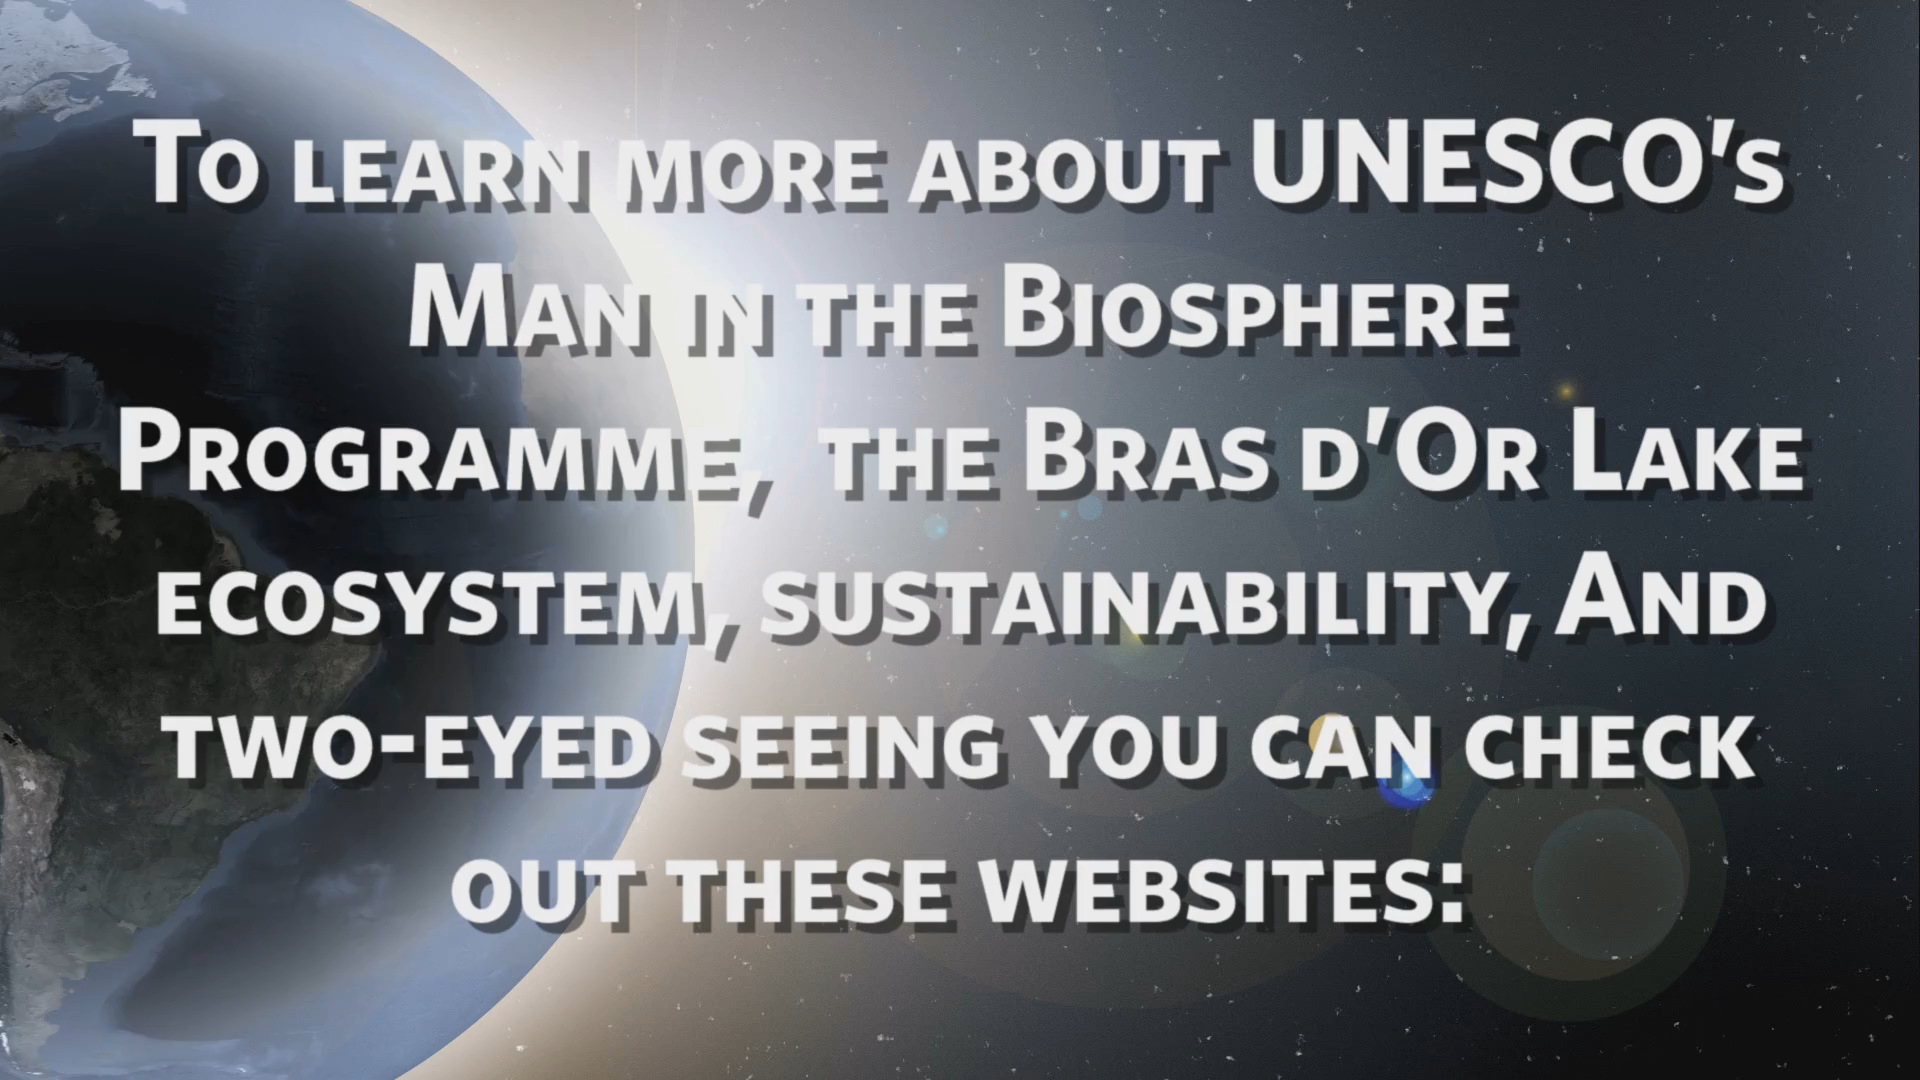 To learn more about UNESCO's
Man in the Biosphere
Programme, the Bras d'Or Lake
ecosystem, sustainability, And
two-eyed seeing you can check
out these websites: